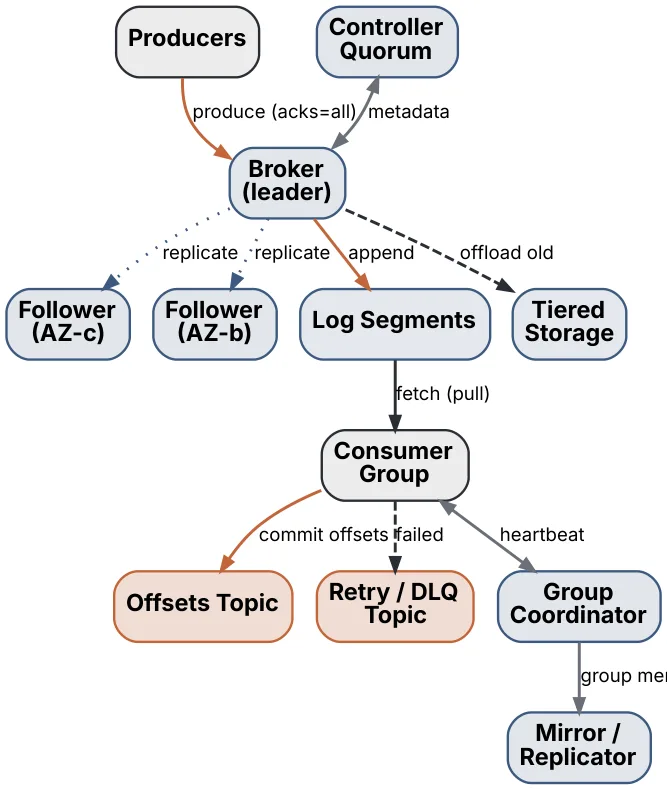 Producers
Controller
Quorum
produce (acks=all)
metadata
Broker
(leader)
replicate
replicate
append
offload old
Follower
(AZ-c)
Follower
(AZ-b)
Log Segments
Tiered
Storage
fetch (pull)
Consumer
Group
commit offsets
failed
heartbeat
Offsets Topic
Retry / DLQ
Topic
Group
Coordinator
group
Mirror /
Replicator